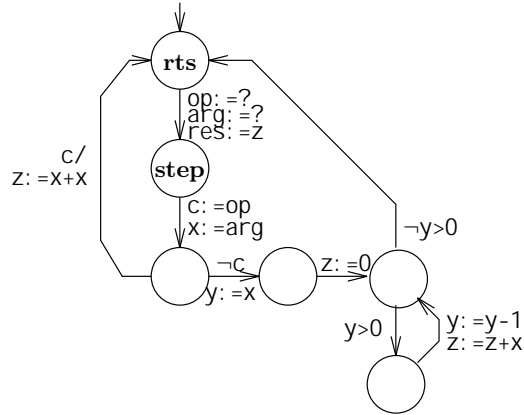 rts
op:=?
arg:=?
res:=z
step
c/
z:=x+x
c:=op
x:=arg
¬c
y:=x
z:=0
¬y>0
y>0
y:=y-1
z:=z+x